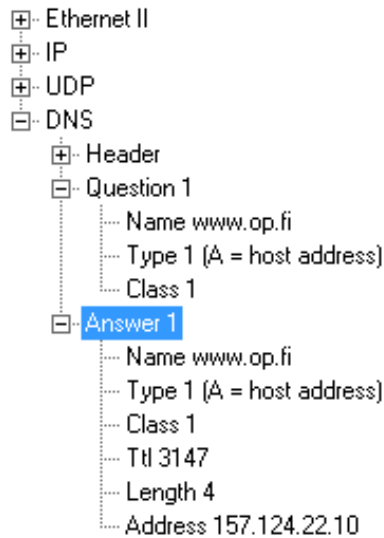 Ethernet II
IP
UDP
DNS
Header
Question 1
Name www.op.fi
Type 1 (A = host address)
Class 1
Answer 1
Name www.op.fi
Type 1 (A = host address)
Class 1
Ttl 3147
Length 4
Address 157.124.22.10